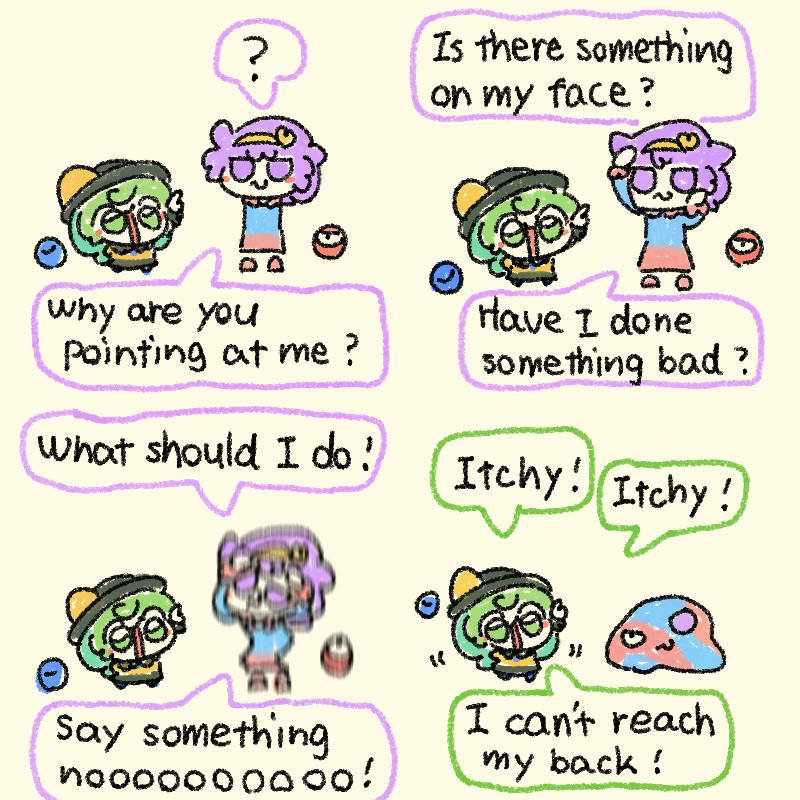 ?
Why are you
pointing at me?
Is there something
on my face?
Have I done
something bad?
What should I do!
Say something
nooooooooooo!
Itchy!
Itchy!
I can't reach
my back!